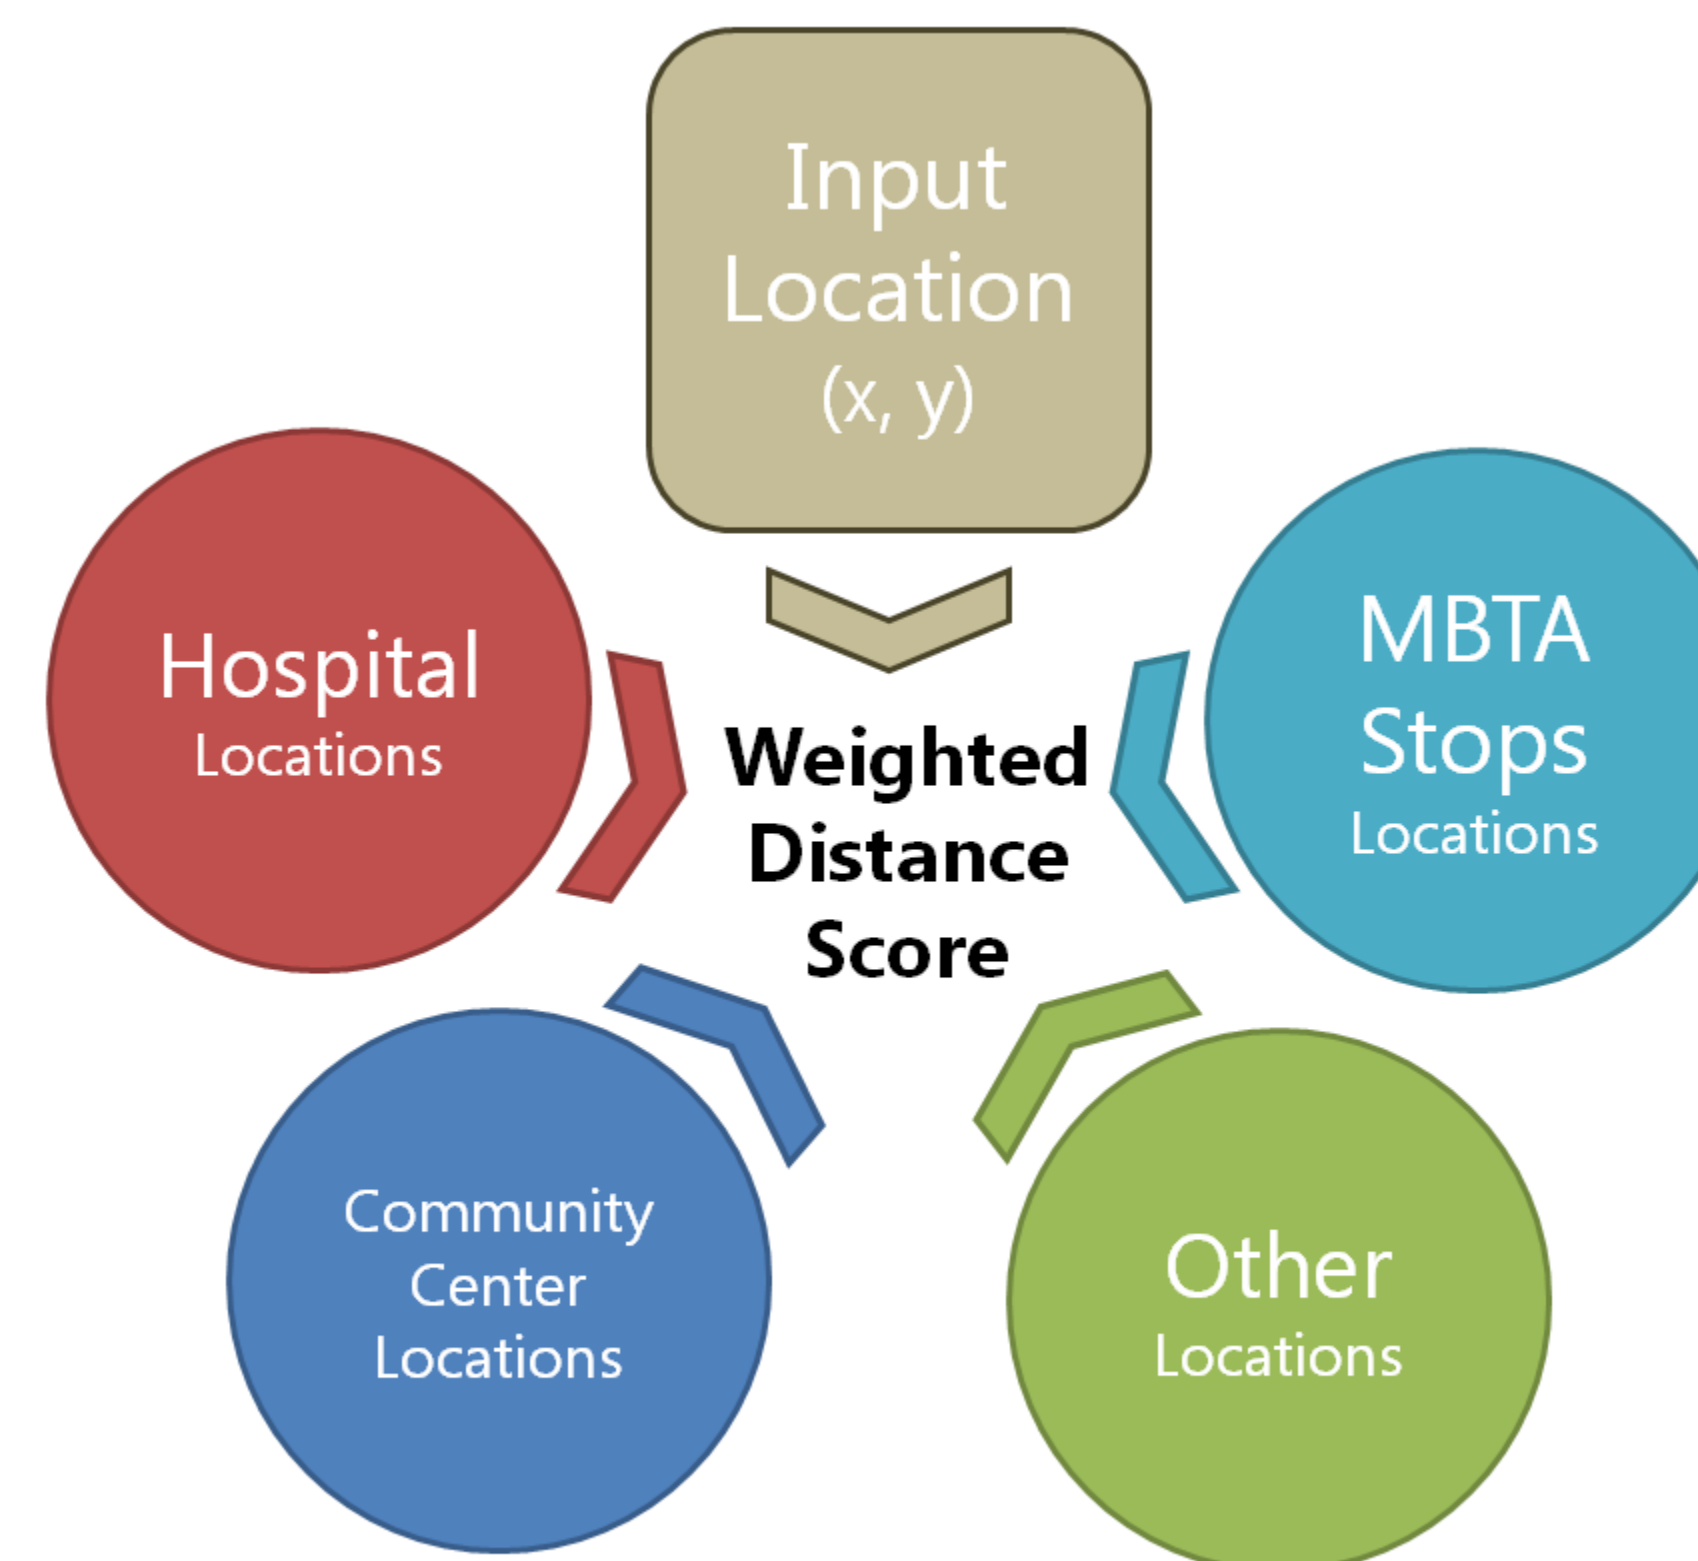 Input
Location
(x, y)
Hospital
Locations
MBTA
Stops
Locations
Weighted
Distance
Score
Community
Center
Locations
Other
Locations